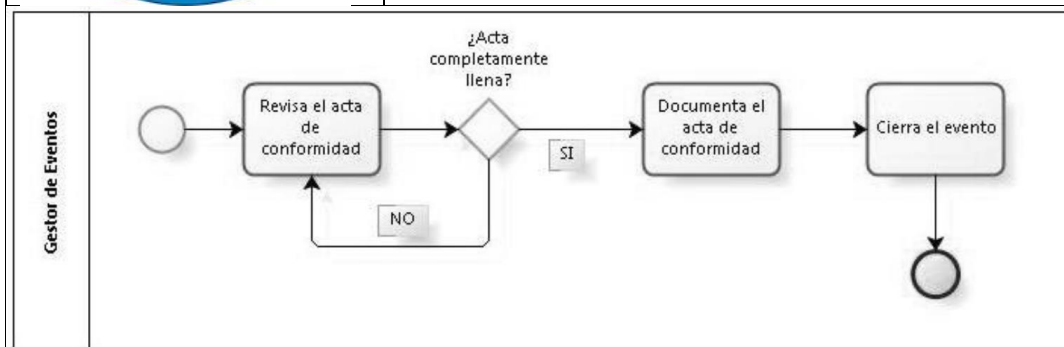 Gestor de Eventos
Revisa el acta
de
conformidad
¿Acta
completamente
llena?
SI
NO
Documenta el
acta de
conformidad
Cierra el evento